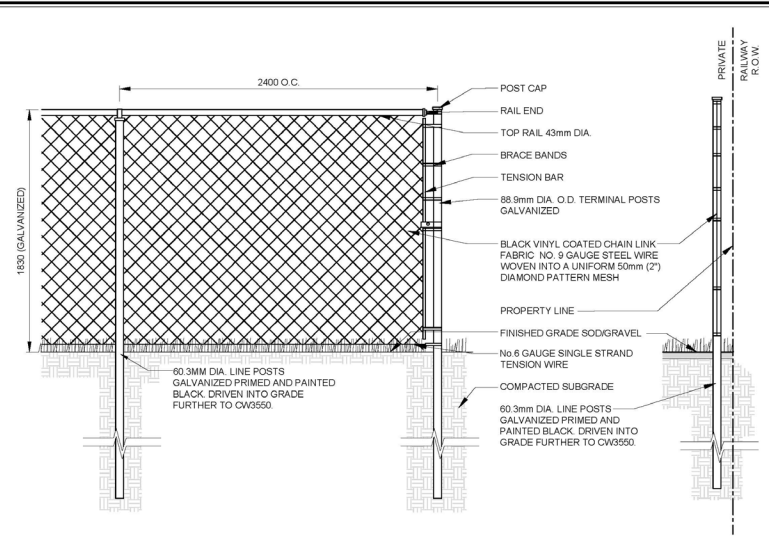 2400 O.C.
1830 (GALVANIZED)
POST CAP
RAIL END
TOP RAIL 43mm DIA.
BRACE BANDS
TENSION BAR
88.9mm DIA. O.D. TERMINAL POSTS
GALVANIZED
BLACK VINYL COATED CHAIN LINK
FABRIC NO. 9 GAUGE STEEL WIRE
WOVEN INTO A UNIFORM 50mm (2")
DIAMOND PATTERN MESH
PROPERTY LINE
FINISHED GRADE SOD/GRAVEL
No.6 GAUGE SINGLE STRAND
TENSION WIRE
COMPACTED SUBGRADE
60.3mm DIA. LINE POSTS
GALVANIZED PRIMED AND
PAINTED BLACK. DRIVEN INTO
GRADE FURTHER TO CW3550.
60.3MM DIA. LINE POSTS
GALVANIZED PRIMED AND PAINTED
BLACK. DRIVEN INTO GRADE
FURTHER TO CW3550.
PRIVATE
RAILWAY
R.O.W.